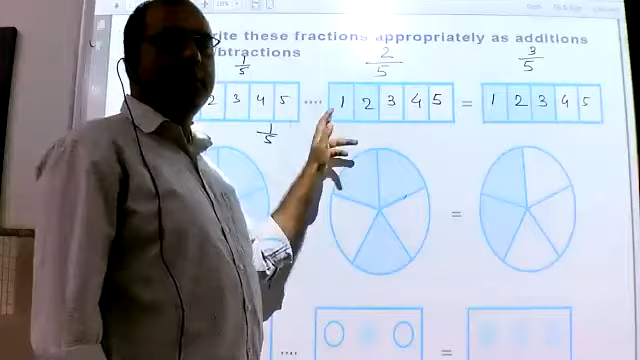 rite these fractions appropriately as additions
btractions
1/5 2/5 3/5
2 3 4 5 .... 1 2 3 4 5 = 1 2 3 4 5
1/5
=
.... =